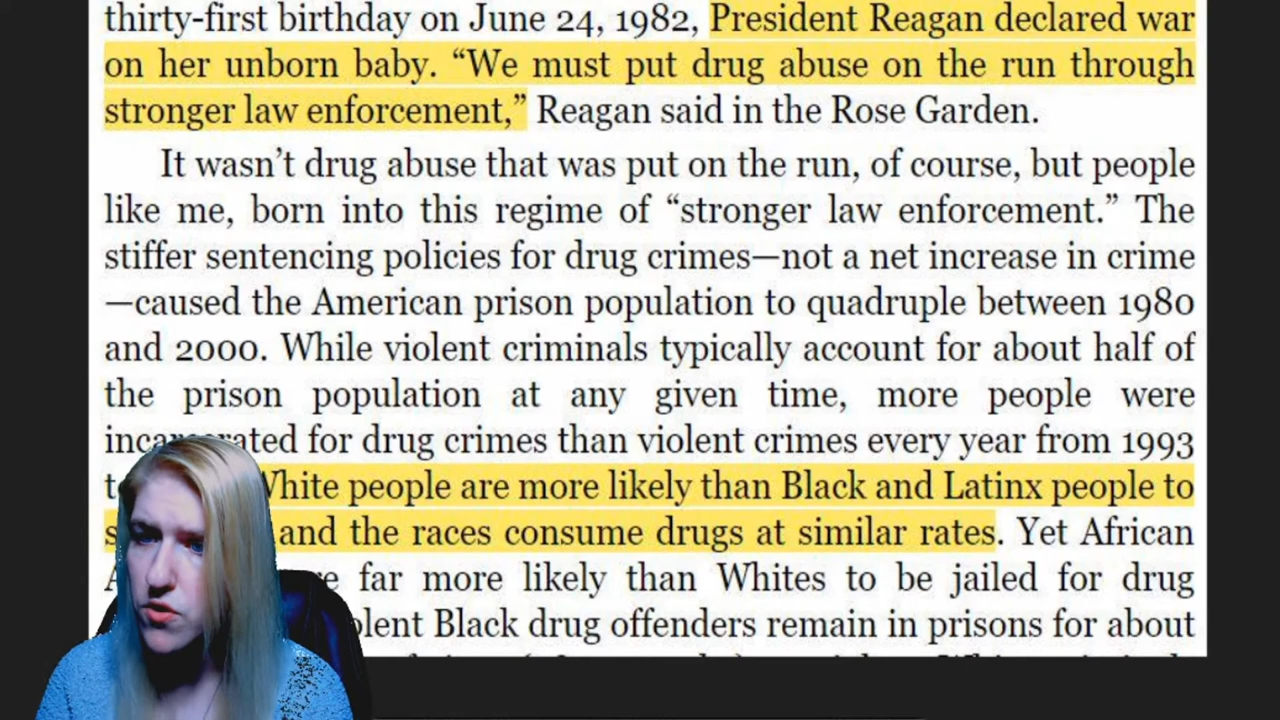 thirty-first birthday on June 24, 1982, President Reagan declared war
on her unborn baby. “We must put drug abuse on the run through
stronger law enforcement,” Reagan said in the Rose Garden.
It wasn’t drug abuse that was put on the run, of course, but people
like me, born into this regime of “stronger law enforcement.” The
stiffer sentencing policies for drug crimes—not a net increase in crime
—caused the American prison population to quadruple between 1980
and 2000. While violent criminals typically account for about half of
the prison population at any given time, more people were
incarcerated for drug crimes than violent crimes every year from 1993
White people are more likely than Black and Latinx people to
and the races consume drugs at similar rates. Yet African
far more likely than Whites to be jailed for drug
Black drug offenders remain in prisons for about